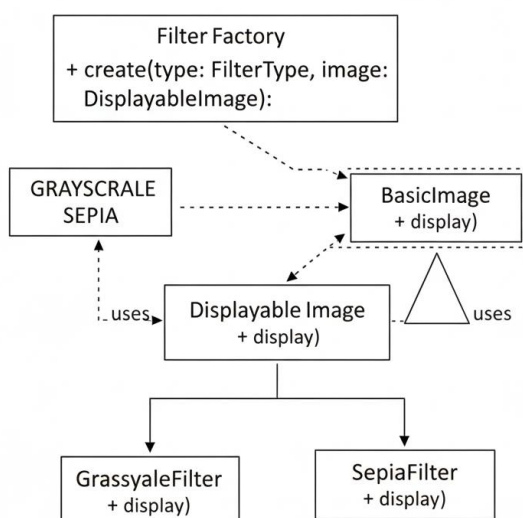 Filter Factory
+ create(type: FilterType, image:
DisplayableImage):
GRAYSCRALE
SEPIA
BasicImage
+ display)
uses
Displayable Image
+ display)
uses
GrassyaleFilter
+ display)
SepiaFilter
+ display)